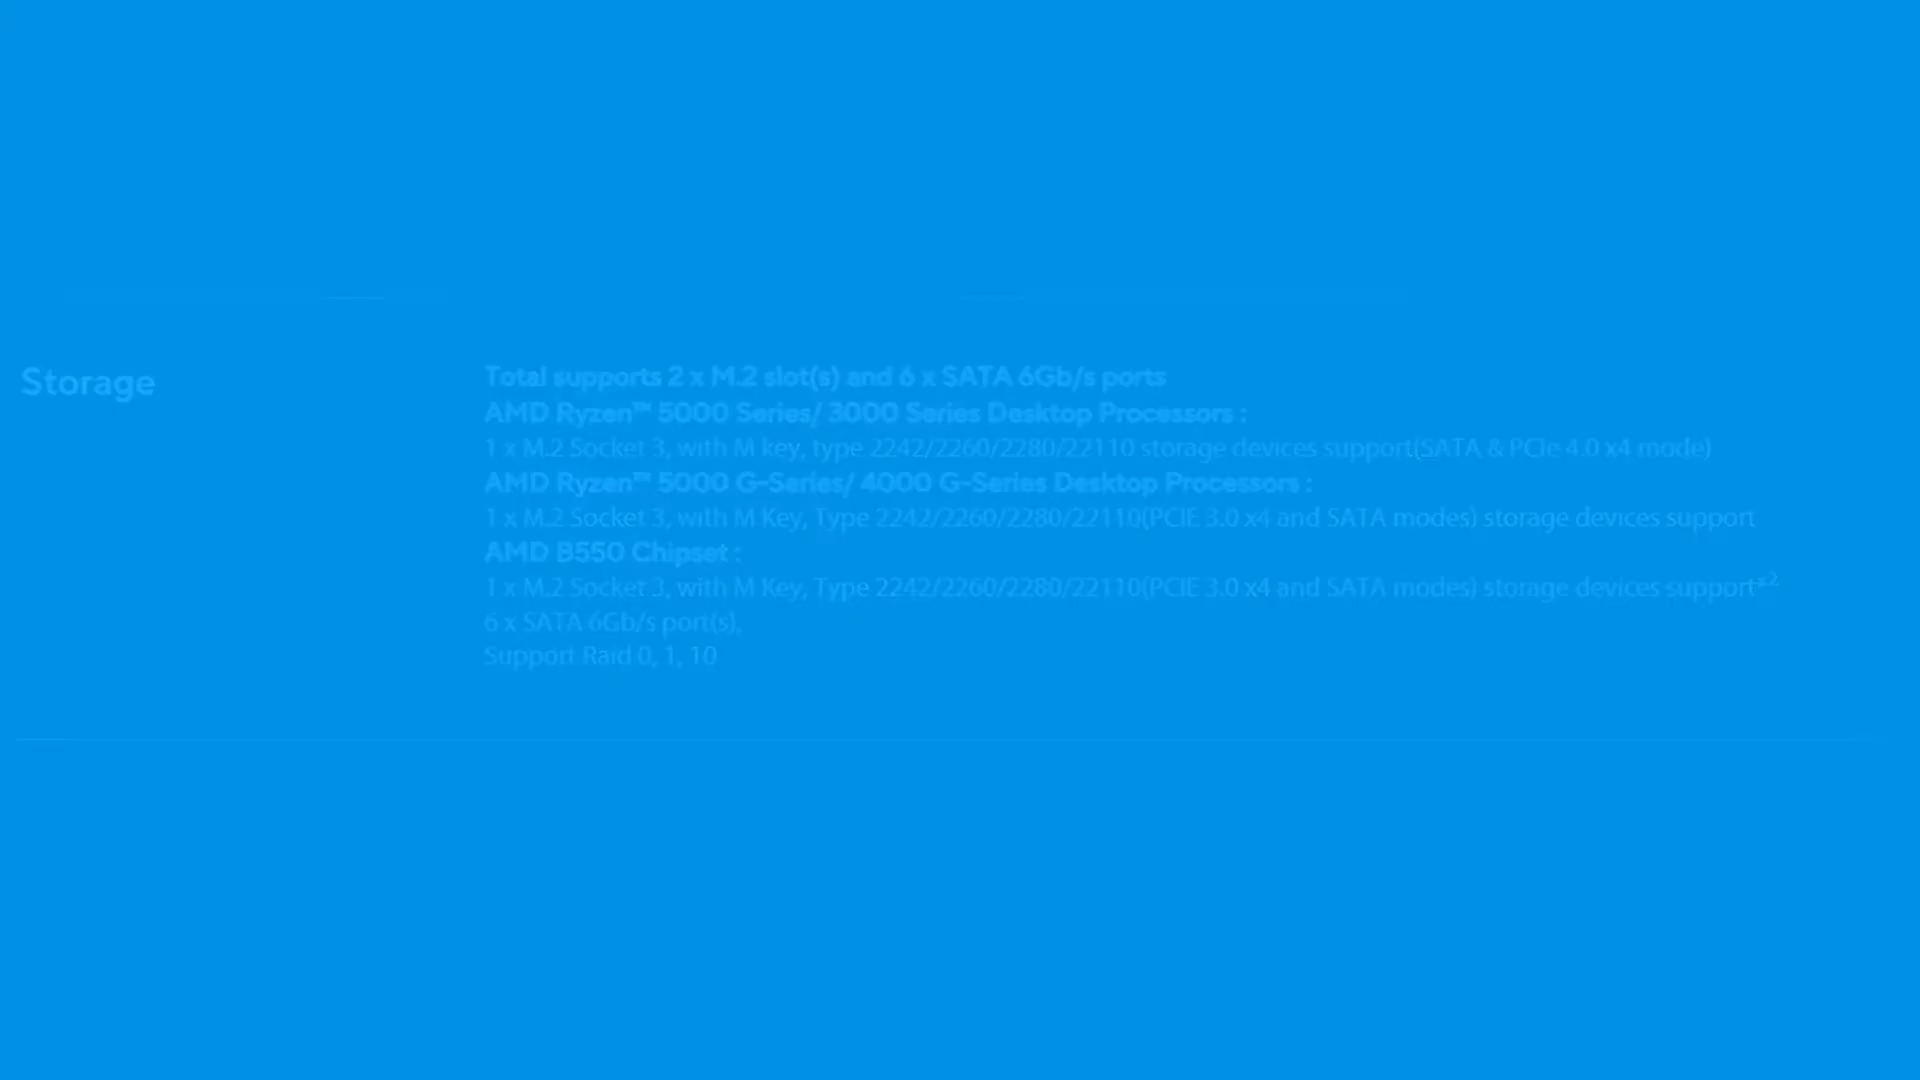 Storage
Total supports 2 x M.2 slot(s) and 6 x SATA 6Gb/s ports
AMD Ryzen™ 5000 Series/ 3000 Series Desktop Processors :
1 x M.2 Socket 3, with M key, type 2242/2260/2280/22110 storage devices support(SATA & PCIe 4.0 x4 mode)
AMD Ryzen™ 5000 G-Series/ 4000 G-Series Desktop Processors :
1 x M.2 Socket 3, with M Key, Type 2242/2260/2280/22110(PCIE 3.0 x4 and SATA modes) storage devices support
AMD B550 Chipset :
1 x M.2 Socket 3, with M Key, Type 2242/2260/2280/22110(PCIE 3.0 x4 and SATA modes) storage devices support*2
6 x SATA 6Gb/s port(s),
Support Raid 0, 1, 10